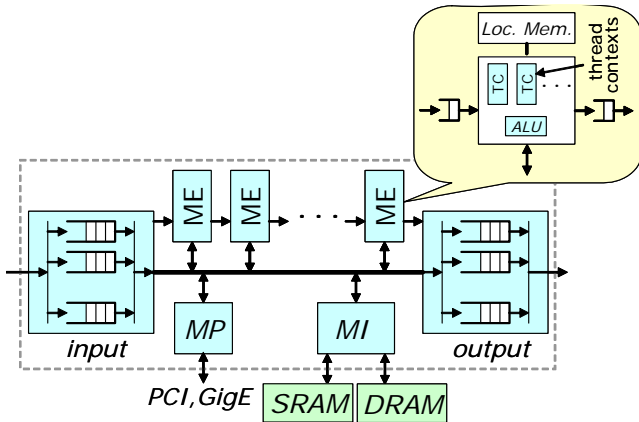 Loc. Mem.
thread
contexts
TC
TC
. . .
ALU
ME
ME
. . .
ME
input
MP
MI
output
PCI,GigE
SRAM
DRAM